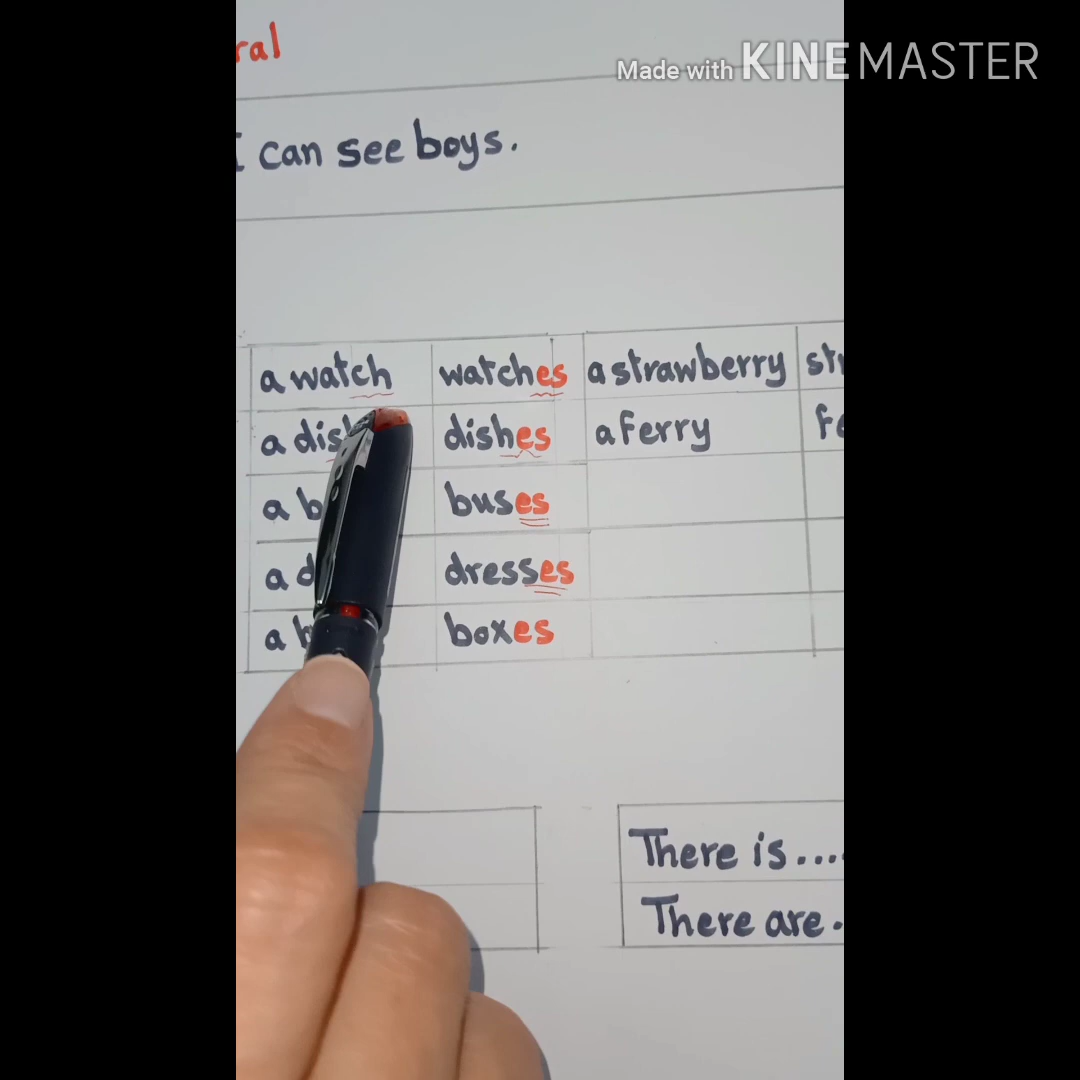 ral
Made with KINEMASTER
I can see boys.
a watch watches a strawberry
a dishes a ferry
a buses
a dresses
a boxes
There is....
There are.